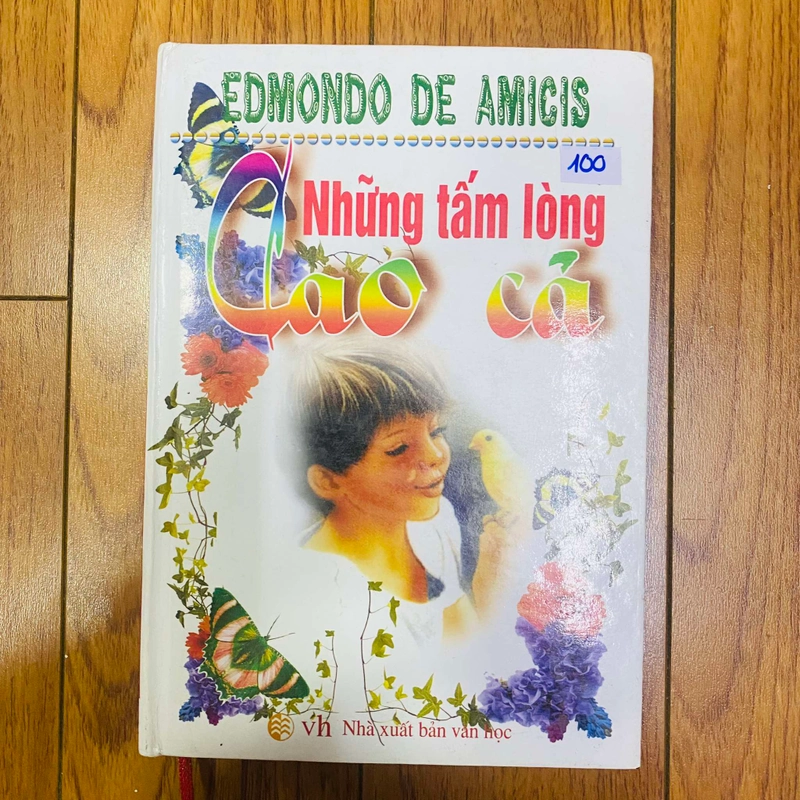 EDMONDO DE AMICIS
100
Những tấm lòng
Cao cả
vh Nhà xuất bản văn học